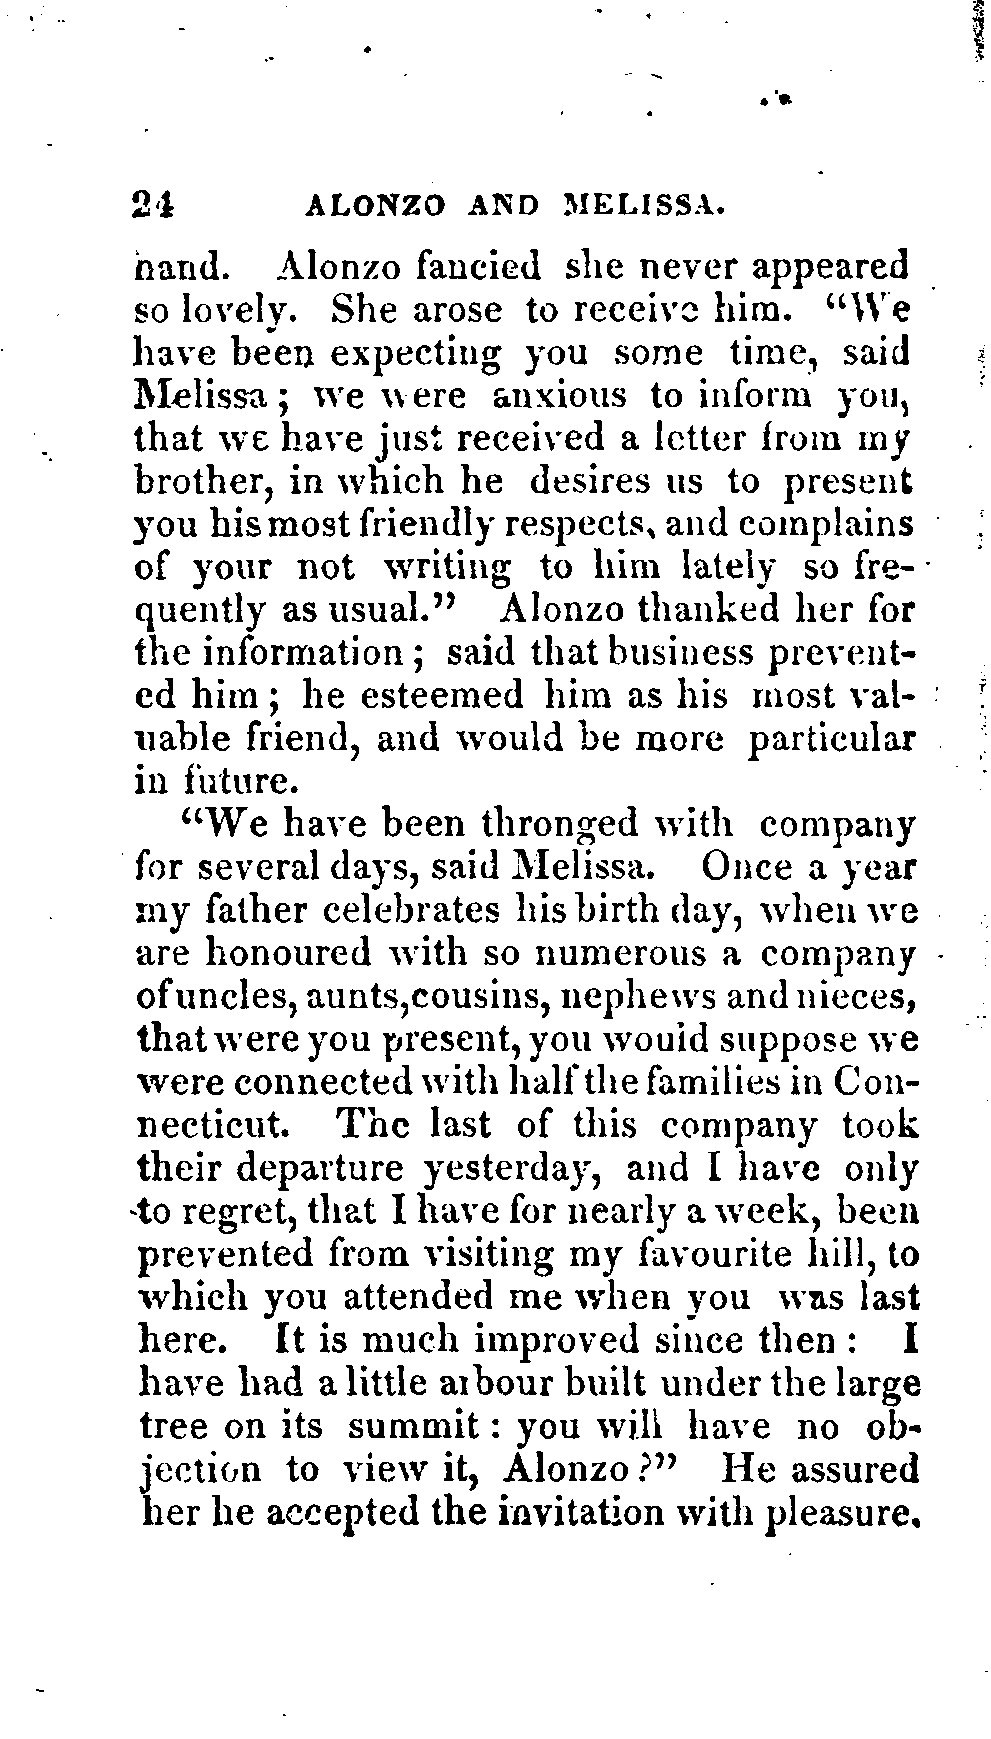 24 ALONZO AND MELISSA.
hand. Alonzo fancied she never appeared
so lovely. She arose to receive him. "We
have been expecting you some time, said
Melissa; we were anxious to inform you,
that we have just received a letter from my
brother, in which he desires us to present
you his most friendly respects, and complains
of your not writing to him lately so fre-
quently as usual." Alonzo thanked her for
the information; said that business prevent-
ed him; he esteemed him as his most val-
uable friend, and would be more particular
in future.
"We have been thronged with company
for several days, said Melissa. Once a year
my father celebrates his birth day, when we
are honoured with so numerous a company
of uncles, aunts, cousins, nephews and nieces,
that were you present, you would suppose we
were connected with half the families in Con-
necticut. The last of this company took
their departure yesterday, and I have only
to regret, that I have for nearly a week, been
prevented from visiting my favourite hill, to
which you attended me when you was last
here. It is much improved since then: I
have had a little arbour built under the large
tree on its summit: you will have no ob-
jection to view it, Alonzo?" He assured
her he accepted the invitation with pleasure.